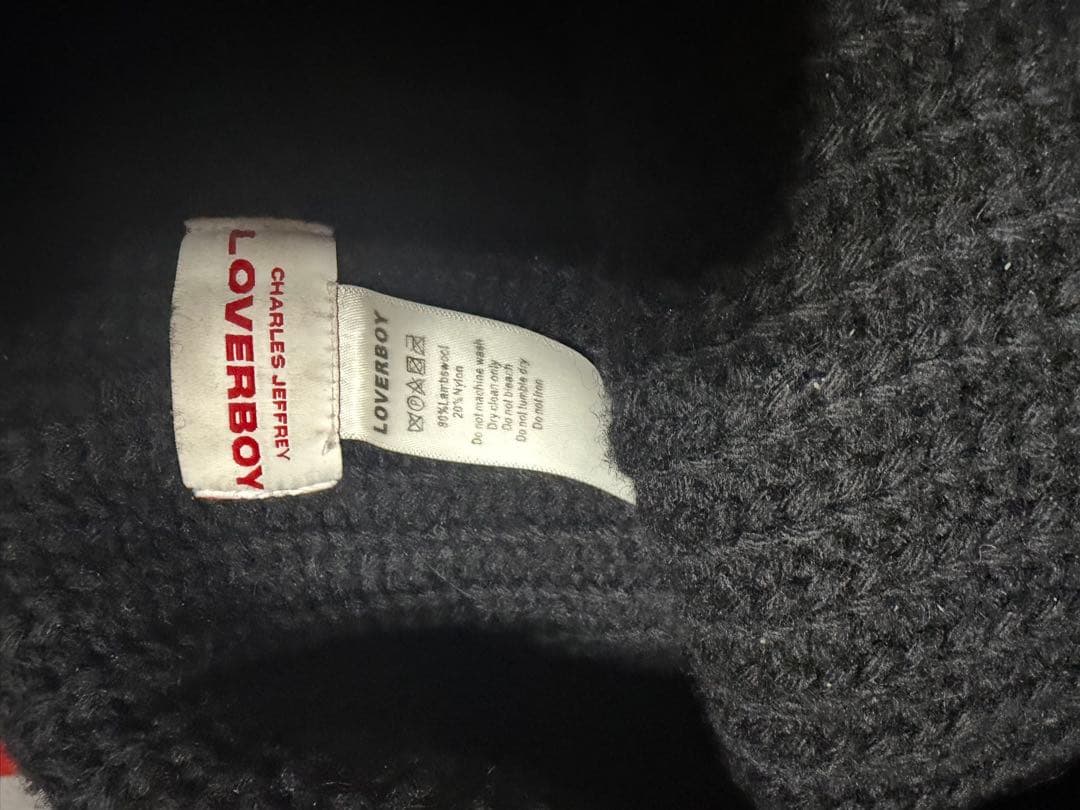 CHARLES JEFFREY
LOVERBOY
LOVERBOY
80% Lambswool
20% Nylon
Do not machine wash
Dry clean only
Do not bleach
Do not tumble dry
Do not Iron